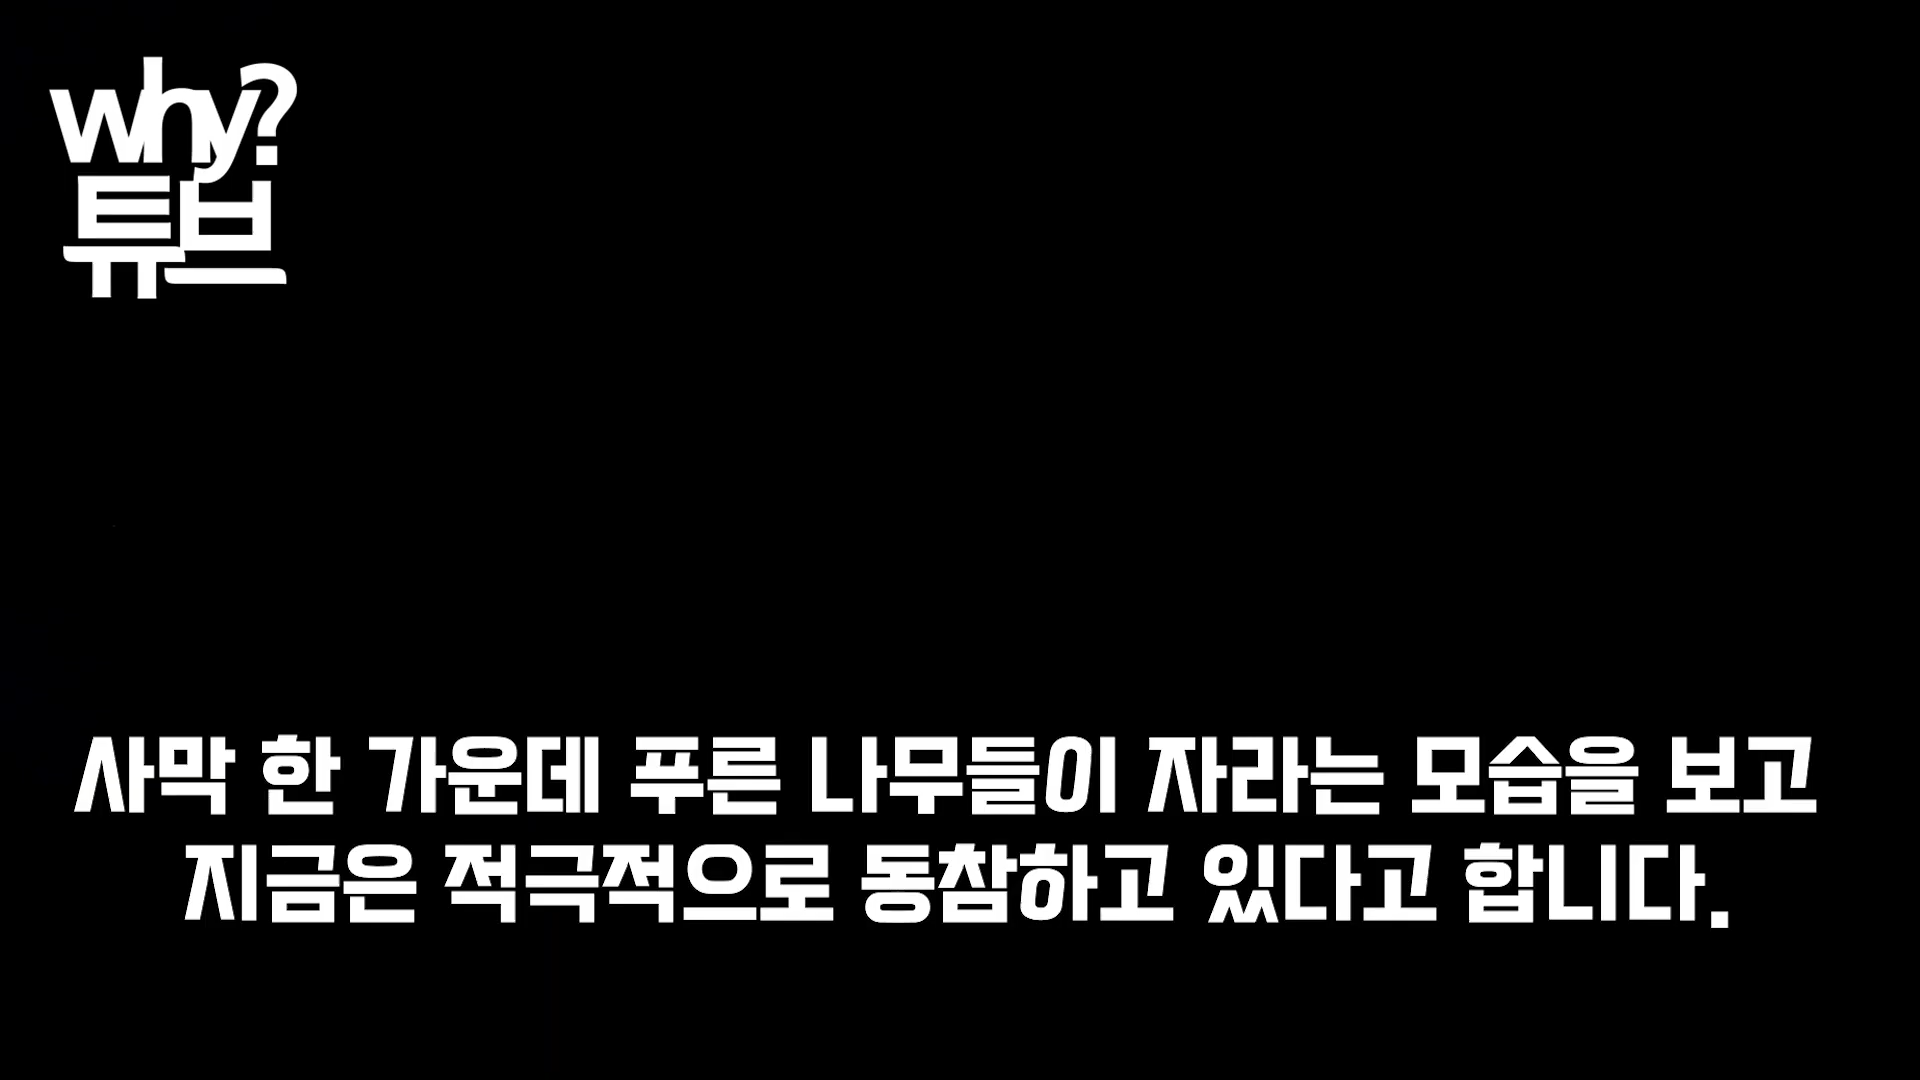 why?
튜브
사막 한 가운데 푸른 나무들이 자라는 모습을 보고
지금은 적극적으로 동참하고 있다고 합니다.